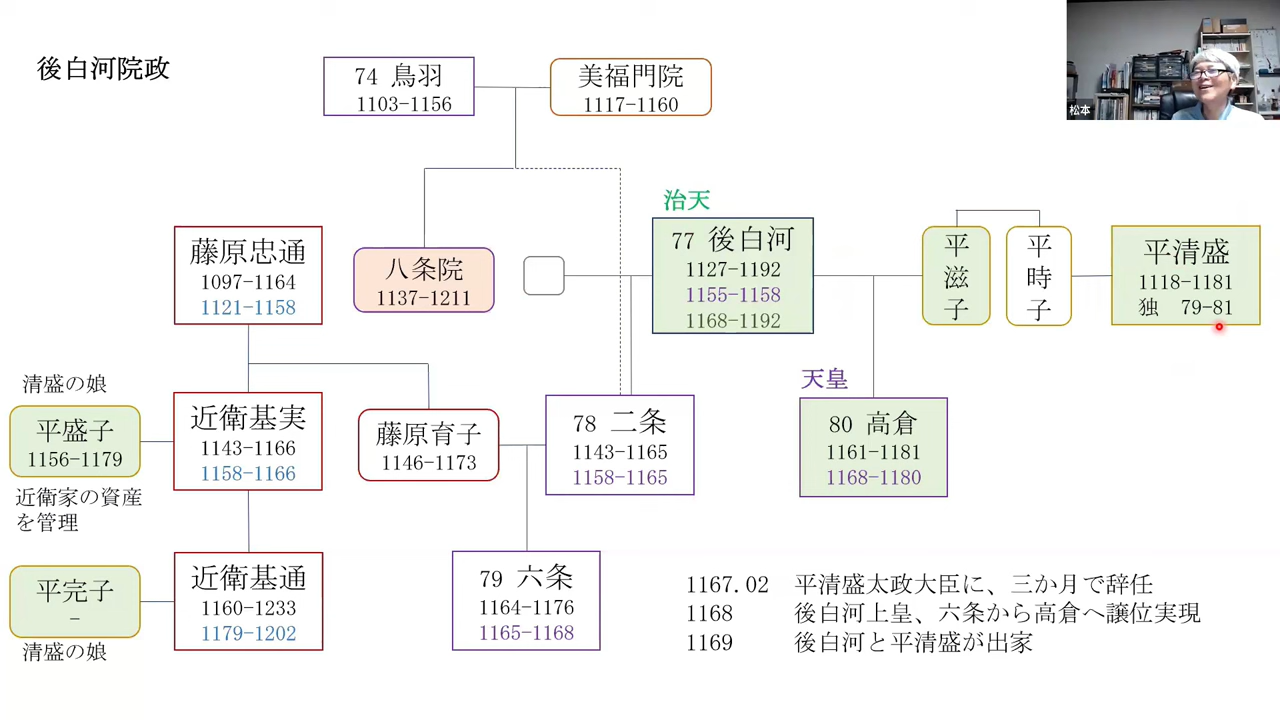 後白河院政
74 鳥羽
1103-1156
美福門院
1117-1160
松本
治天
藤原忠通
1097-1164
1121-1158
八条院
1137-1211
77 後白河
1127-1192
1155-1158
1168-1192
平滋子
平時子
平清盛
1118-1181
独 79-81
清盛の娘
平盛子
1156-1179
近衛家の資産
を管理
近衛基実
1143-1166
1158-1166
藤原育子
1146-1173
78 二条
1143-1165
1158-1165
天皇
80 高倉
1161-1181
1168-1180
平完子
-
清盛の娘
近衛基通
1160-1233
1179-1202
79 六条
1164-1176
1165-1168
1167.02 平清盛太政大臣に、三か月で辞任
1168 後白河上皇、六条から高倉へ譲位実現
1169 後白河と平清盛が出家